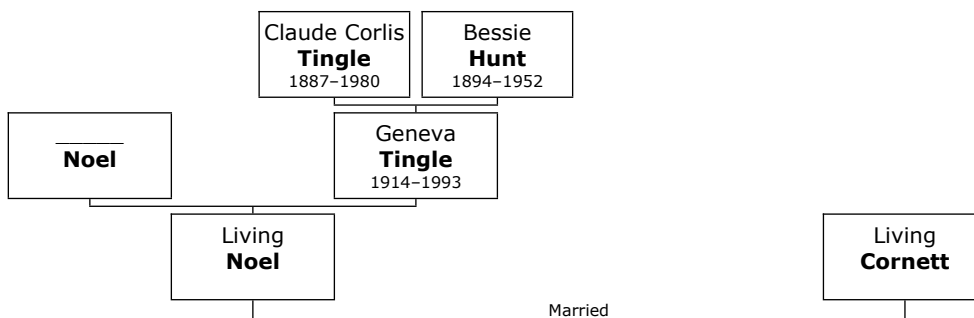 Claude Corlis
Tingle
1887–1980
Bessie
Hunt
1894–1952
______
Noel
Geneva
Tingle
1914–1993
Living
Noel
Living
Cornett
Married